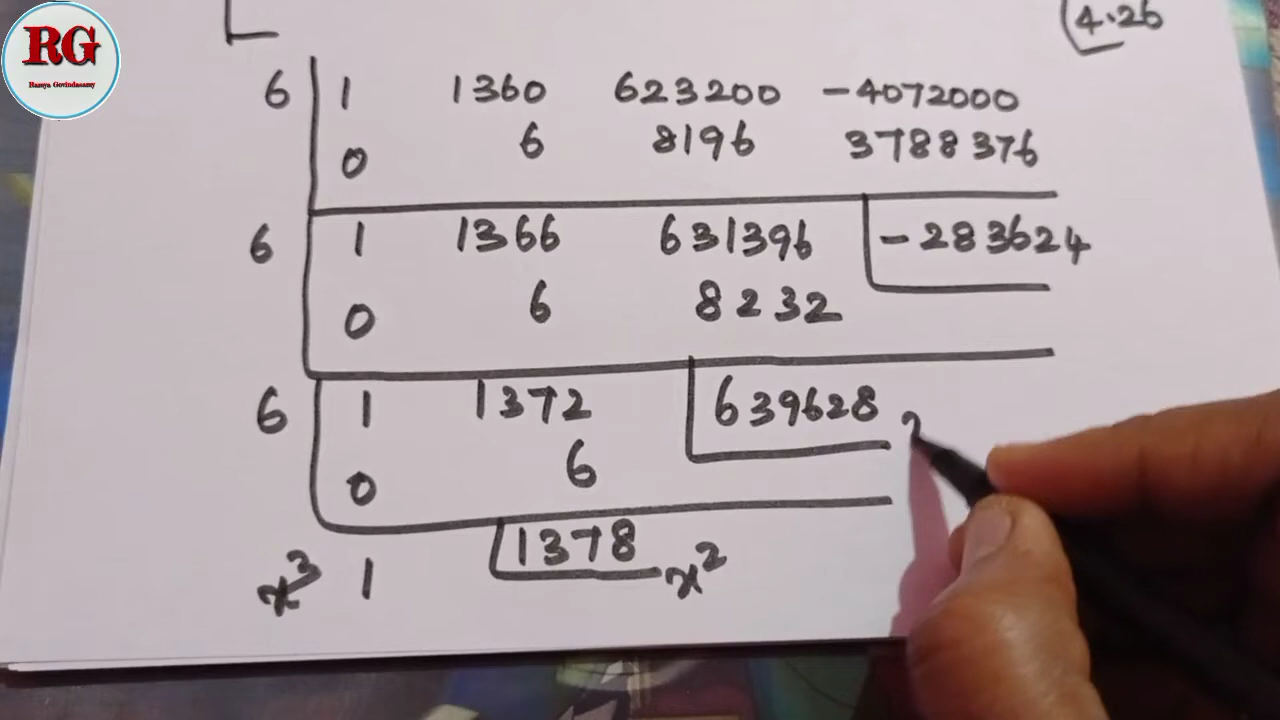 RG
Ramya Govindasamy
4.26
6 1 1360 623200 -4072000
0 6 8196 3788376
6 1 1366 631396 -283624
0 6 8232
6 1 1372 639628
0 6
x³ 1 1378 x²